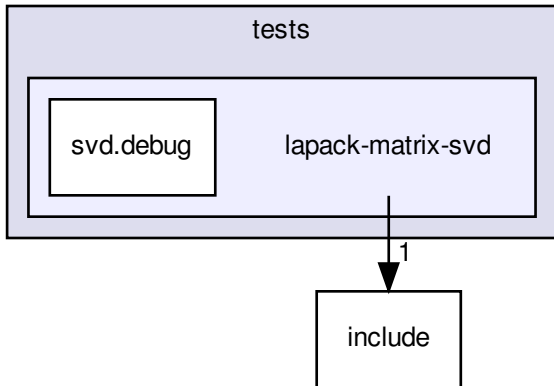 tests
svd.debug
lapack-matrix-svd
1
include